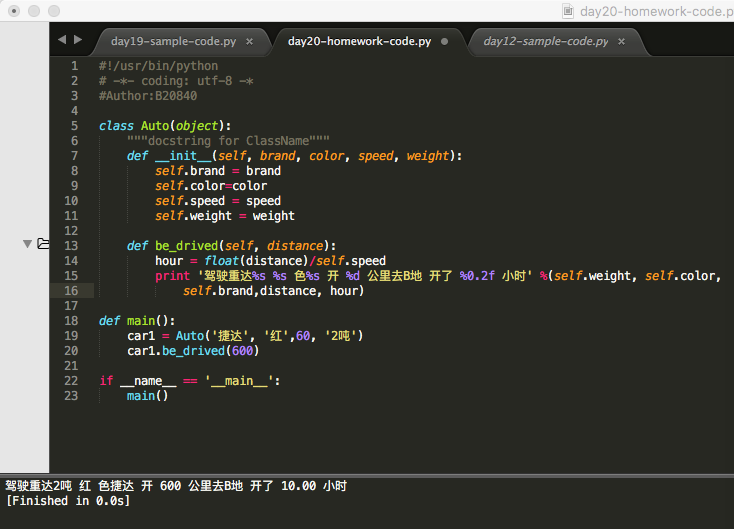 day20-homework-code.p
day19-sample-code.py × day20-homework-code.py day12-sample-code.py ×
1 #!/usr/bin/python
2 # -*- coding: utf-8 -*
3 #Author:B20840
4
5 class Auto(object):
6 """docstring for ClassName"""
7 def __init__(self, brand, color, speed, weight):
8 self.brand = brand
9 self.color=color
10 self.speed = speed
11 self.weight = weight
12
13 def be_drived(self, distance):
14 hour = float(distance)/self.speed
15 print '驾驶重达%s %s 色%s 开 %d 公里去B地 开了 %0.2f 小时' %(self.weight, self.color,
16 self.brand,distance, hour)
17
18 def main():
19 car1 = Auto('捷达', '红',60, '2吨')
20 car1.be_drived(600)
21
22 if __name__ == '__main__':
23 main()
驾驶重达2吨 红 色捷达 开 600 公里去B地 开了 10.00 小时
[Finished in 0.0s]